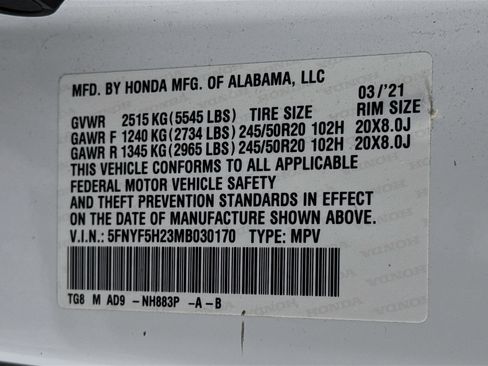 MFD. BY HONDA MFG. OF ALABAMA, LLC
03/'21
GVWR 2515 KG(5545 LBS) TIRE SIZE RIM SIZE
GAWR F 1240 KG(2734 LBS) 245/50R20 102H 20X8.0J
GAWR R 1345 KG(2965 LBS) 245/50R20 102H 20X8.0J
THIS VEHICLE CONFORMS TO ALL APPLICABLE
FEDERAL MOTOR VEHICLE SAFETY
AND THEFT PREVENTION STANDARDS IN EFFECT
ON THE DATE OF MANUFACTURE SHOWN ABOVE.
V.I.N.: 5FNYF5H23MB030170 TYPE: MPV
TG8 M AD9 -NH883P -A-B